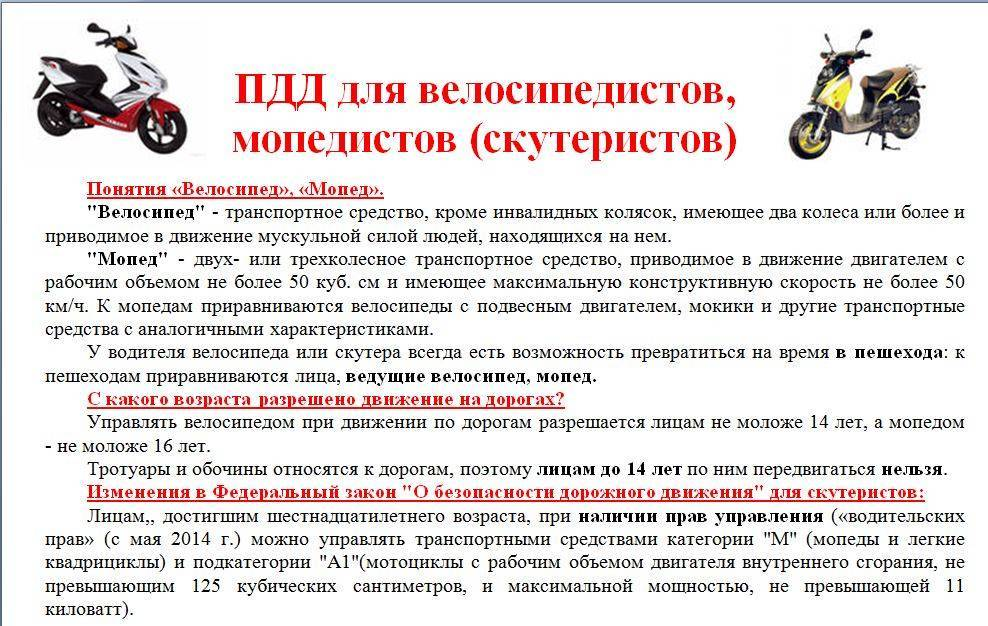 ПДД для велосипедистов,
мопедистов (скутеристов)
Понятия «Велосипед», «Мопед».
"Велосипед" - транспортное средство, кроме инвалидных колясок, имеющее два колеса или более и
приводимое в движение мускульной силой людей, находящихся на нем.
"Мопед" - двух- или трехколесное транспортное средство, приводимое в движение двигателем с
рабочим объемом не более 50 куб. см и имеющее максимальную конструктивную скорость не более 50
км/ч. К мопедам приравниваются велосипеды с подвесным двигателем, мокики и другие транспортные
средства с аналогичными характеристиками.
У водителя велосипеда или скутера всегда есть возможность превратиться на время в пешехода: к
пешеходам приравниваются лица, ведущие велосипед, мопед.
С какого возраста разрешено движение на дорогах?
Управлять велосипедом при движении по дорогам разрешается лицам не моложе 14 лет, а мопедом
- не моложе 16 лет.
Тротуары и обочины относятся к дорогам, поэтому лицам до 14 лет по ним передвигаться нельзя.
Изменения в Федеральный закон "О безопасности дорожного движения" для скутеристов:
Лицам,, достигшим шестнадцатилетнего возраста, при наличии прав управления («водительских
прав» (с мая 2014 г.) можно управлять транспортными средствами категории "М" (мопеды и легкие
квадрициклы) и подкатегории "А1"(мотоциклы с рабочим объемом двигателя внутреннего сгорания, не
превышающим 125 кубических сантиметров, и максимальной мощностью, не превышающей 11
киловатт).